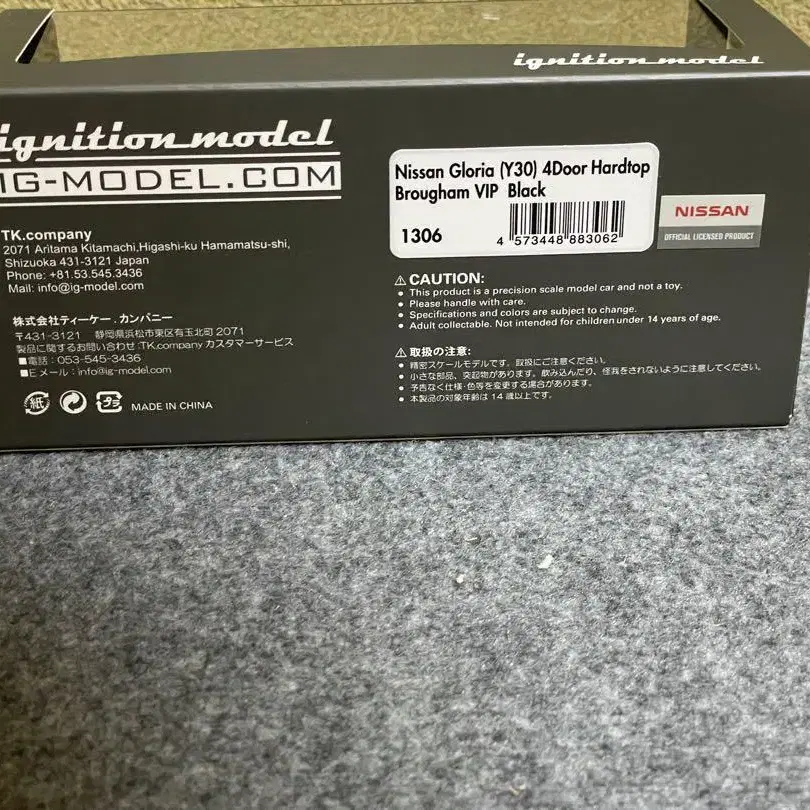 ignition model
ignition model
IG-MODEL.COM
TK.company
2071 Aritama Kitamachi,Higashi-ku Hamamatsu-shi,
Shizuoka 431-3121 Japan
Phone: +81.53.545.3436
Mail: info@ig-model.com
株式会社ティーケー．カンパニー
〒431-3121 静岡県浜松市東区有玉北町 2071
製品に関するお問い合わせ:TK.company カスタマーサービス
■電話：053-545-3436
■Eメール：info@ig-model.com
紙
プラ
MADE IN CHINA
Nissan Gloria (Y30) 4Door Hardtop
Brougham VIP Black
1306
4 573448 883062
NISSAN
OFFICIAL LICENSED PRODUCT
⚠CAUTION:
• This product is a precision scale model car and not a toy.
• Please handle with care.
• Specifications and colors are subject to change.
• Adult collectable. Not intended for children under 14 years of age.
⚠取扱の注意:
• 精密スケールモデルです。取扱にご注意ください。
• 小さな部品、突起物があります。飲み込んだり、怪我をされないように注意してください。
• 予告なく仕様・色等を変更する場合があります。
• 本製品の対象年齢は 14 歳以上です。